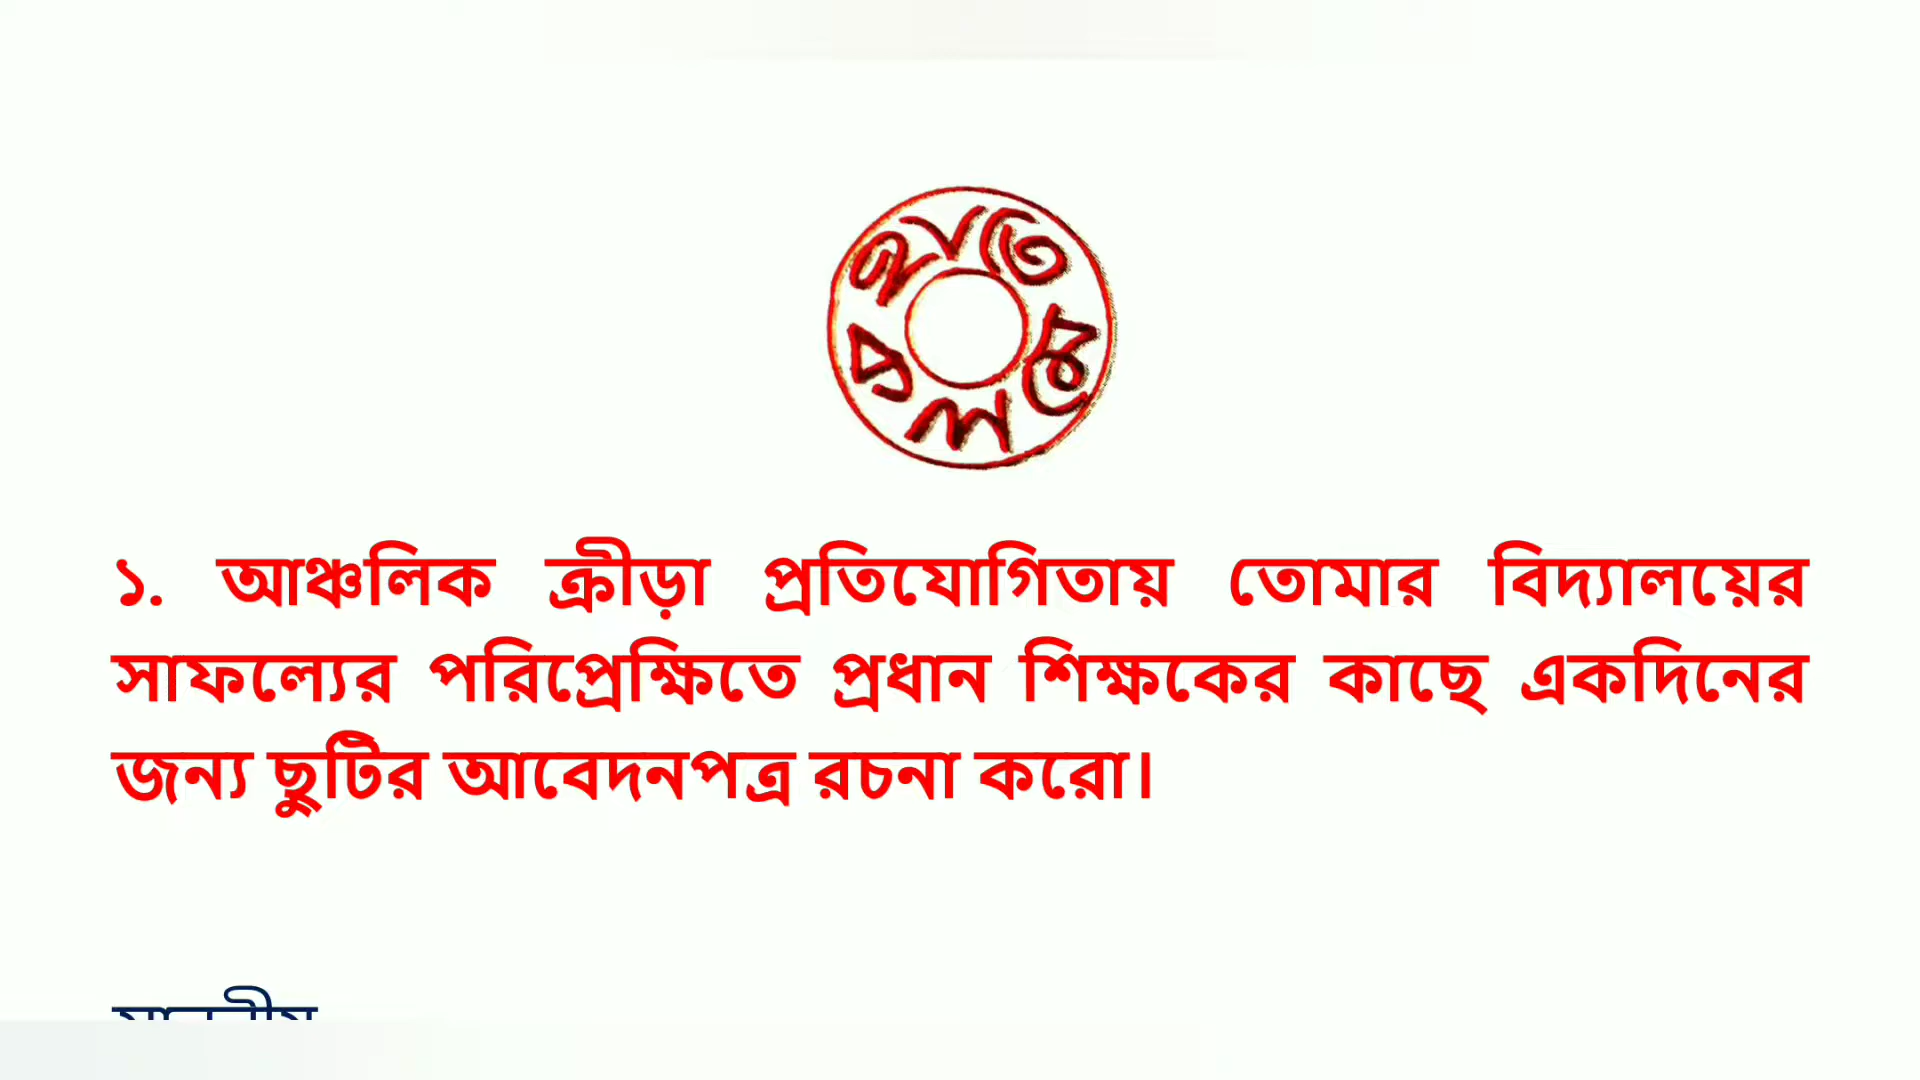 ১. আঞ্চলিক ক্রীড়া প্রতিযোগিতায় তোমার বিদ্যালয়ের
সাফল্যের পরিপ্রেক্ষিতে প্রধান শিক্ষকের কাছে একদিনের
জন্য ছুটির আবেদনপত্র রচনা করো।